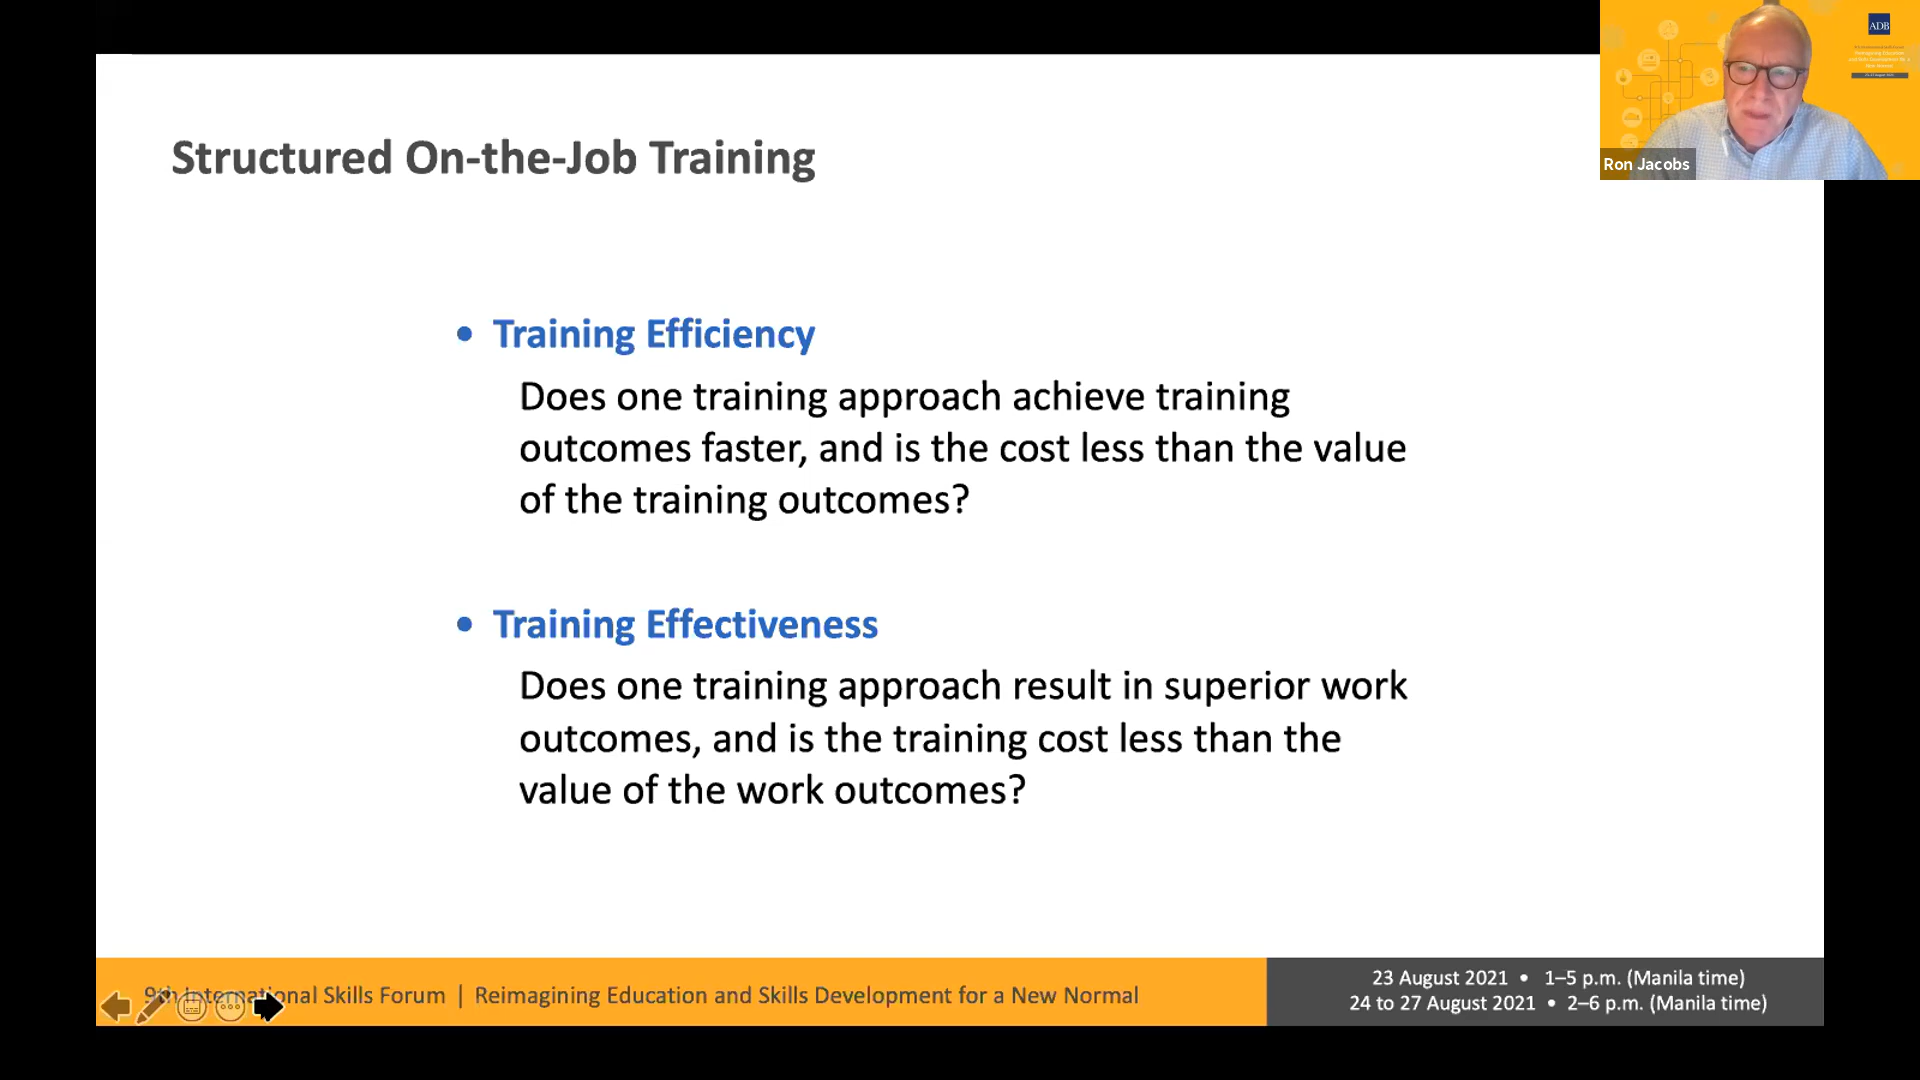 ADB
Ron Jacobs
Structured On-the-Job Training
• Training Efficiency
Does one training approach achieve training
outcomes faster, and is the cost less than the value
of the training outcomes?
• Training Effectiveness
Does one training approach result in superior work
outcomes, and is the training cost less than the
value of the work outcomes?
9th International Skills Forum | Reimagining Education and Skills Development for a New Normal
23 August 2021 • 1–5 p.m. (Manila time)
24 to 27 August 2021 • 2–6 p.m. (Manila time)